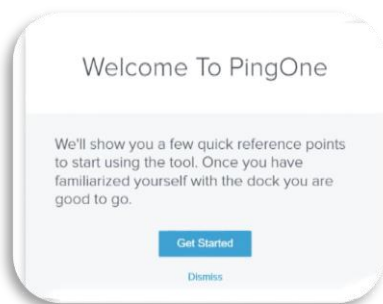 Welcome To PingOne
We'll show you a few quick reference points
to start using the tool. Once you have
familiarized yourself with the dock you are
good to go.
Get Started
Dismiss